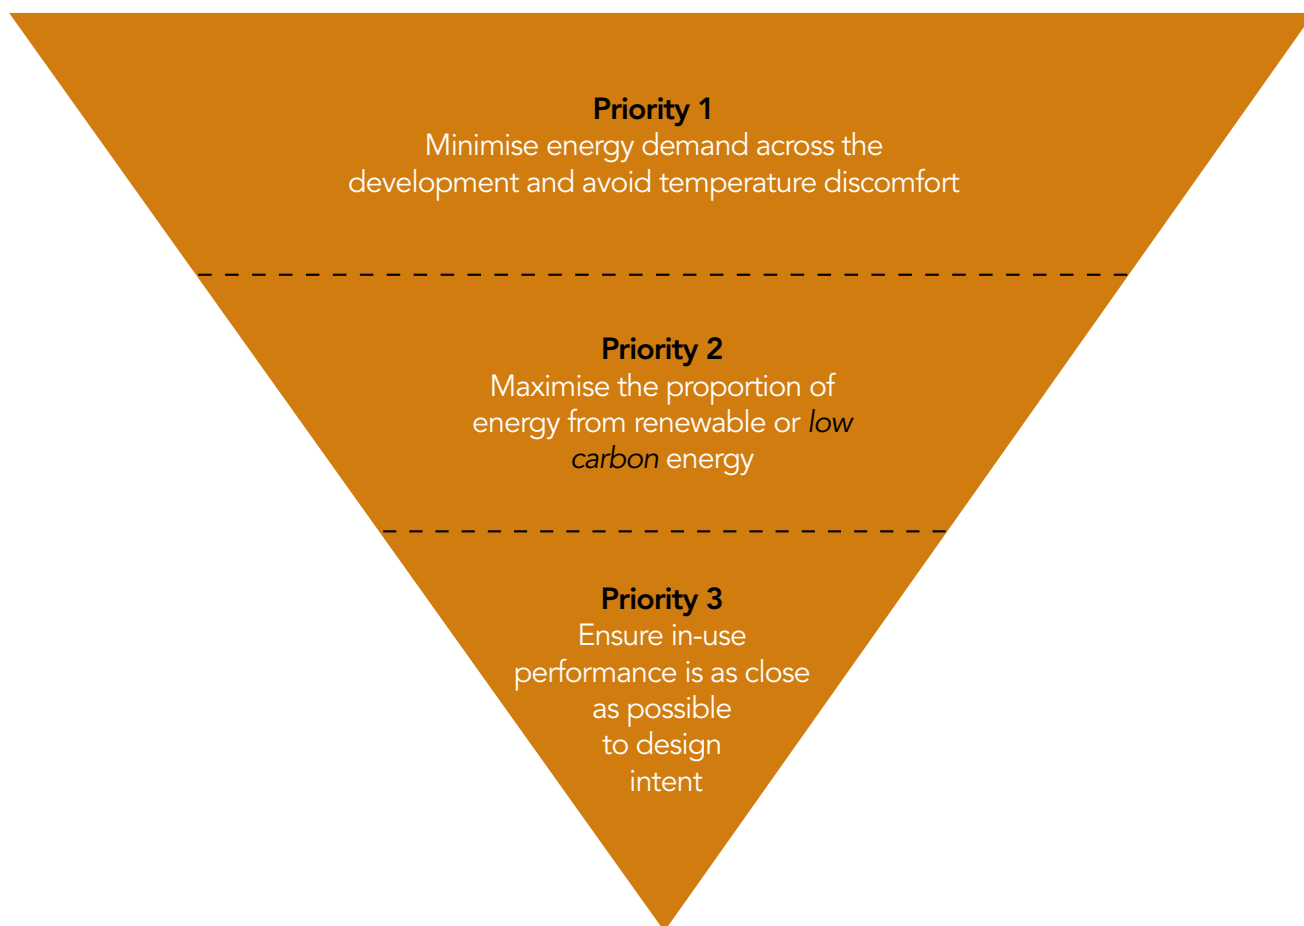 Priority 1
Minimise energy demand across the
development and avoid temperature discomfort
Priority 2
Maximise the proportion of
energy from renewable or low
carbon energy
Priority 3
Ensure in-use
performance is as close
as possible
to design
intent